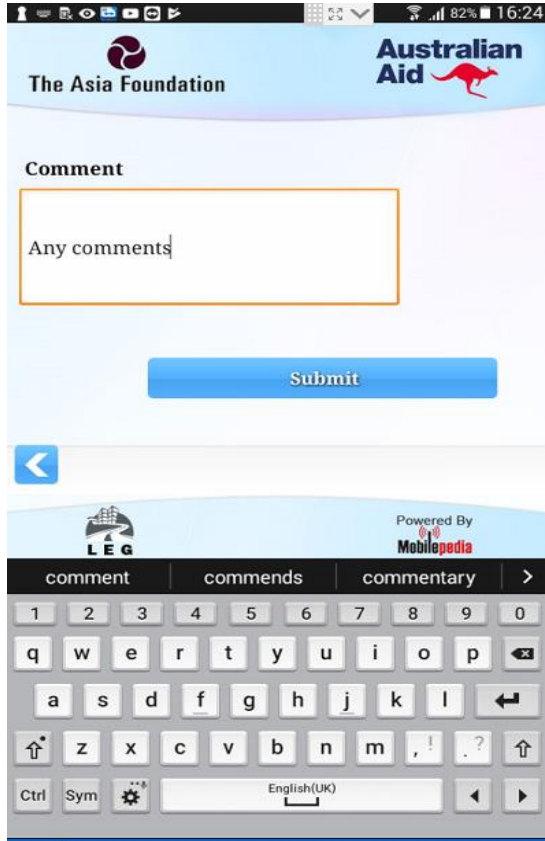 82% 16:24
The Asia Foundation
Australian
Aid
Comment
Any comments
Submit
LEG
Powered By
Mobilepedia
comment commends commentary >
1 2 3 4 5 6 7 8 9 0
q w e r t y u i o p
a s d f g h j k l
z x c v b n m , ! . ?
Ctrl Sym English(UK)